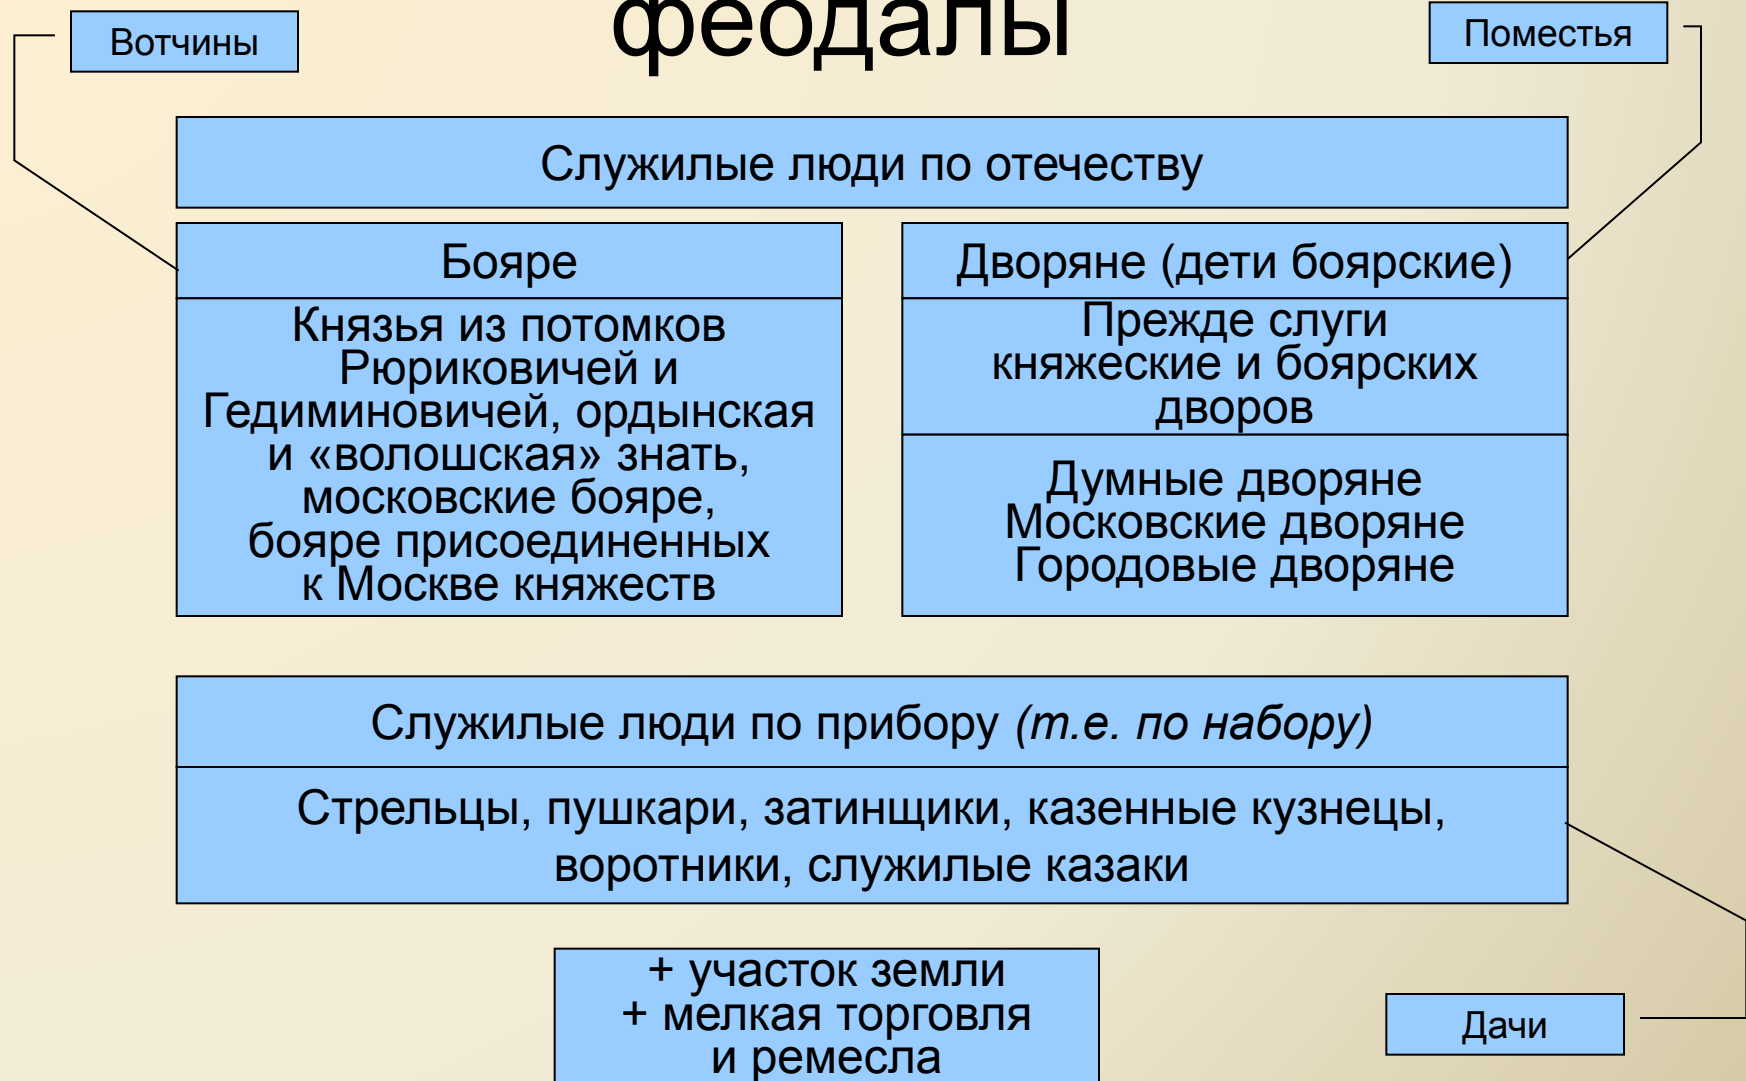 феодалы
Вотчины
Поместья
Служилые люди по отечеству
Бояре
Князья из потомков
Рюриковичей и
Гедиминовичей, ордынская
и «волошская» знать,
московские бояре,
бояре присоединенных
к Москве княжеств
Дворяне (дети боярские)
Прежде слуги
княжеские и боярских
дворов
Думные дворяне
Московские дворяне
Городовые дворяне
Служилые люди по прибору (т.е. по набору)
Стрельцы, пушкари, затинщики, казенные кузнецы,
воротники, служилые казаки
+ участок земли
+ мелкая торговля
и ремесла
Дачи